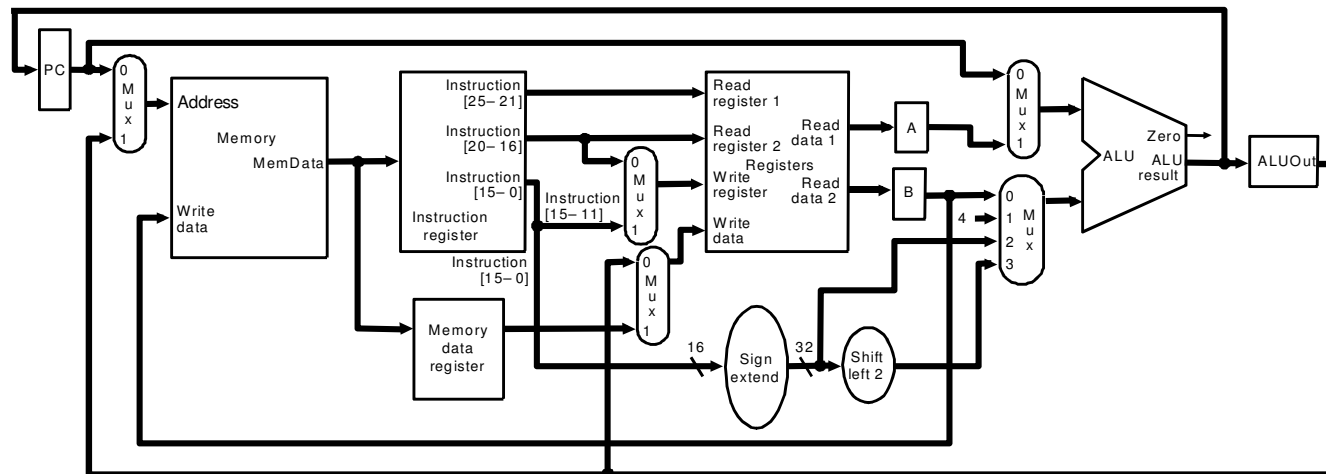 PC
0
M
u
x
1
Address
Memory
MemData
Write
data
Instruction
[25–21]
Instruction
[20–16]
Instruction
[15–0]
Instruction
register
Instruction
[15–11]
Instruction
[15–0]
Memory
data
register
0
M
u
x
1
0
M
u
x
1
Read
register 1
Read
register 2
Write
register
Write
data
Registers
Read
data 1
Read
data 2
A
B
16
Sign
extend
32
Shift
left 2
0
M
u
x
1
4
0
1
2
3
M
u
x
Zero
ALU
ALU
result
ALUOut